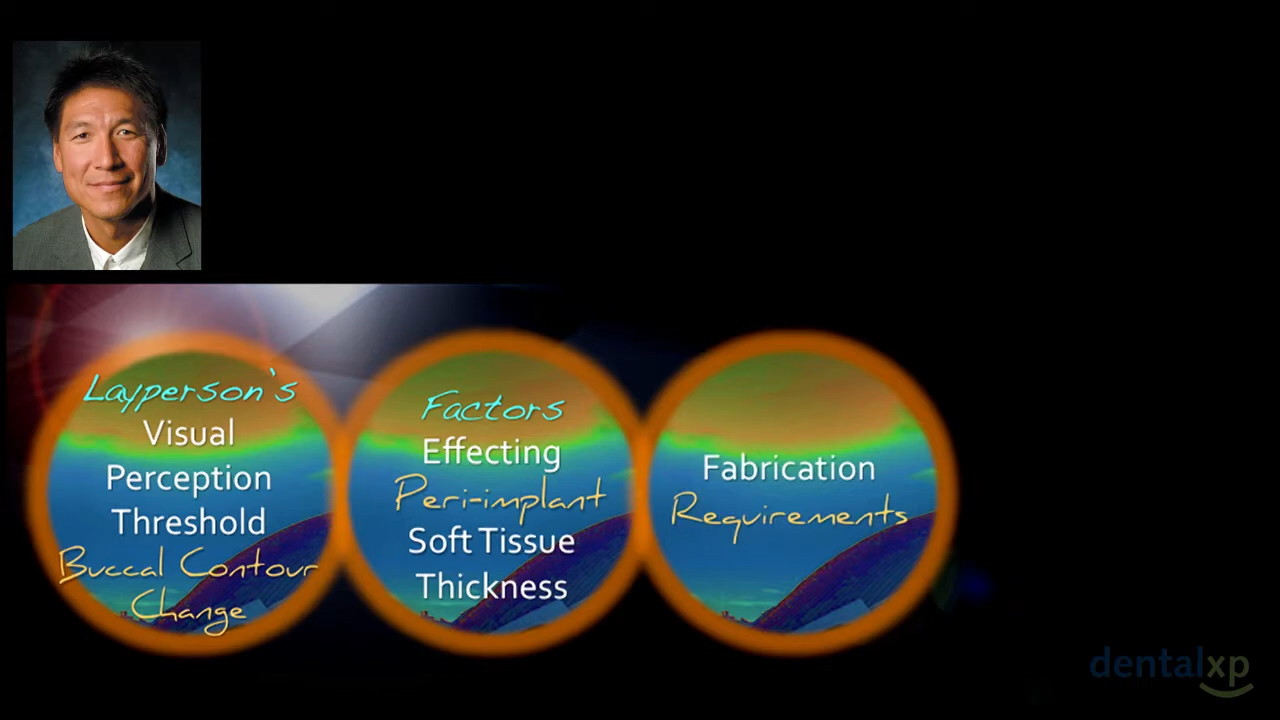 Layperson's
Visual
Perception
Threshold
Buccal Contour
Change
Factors
Effecting
Peri-implant
Soft Tissue
Thickness
Fabrication
Requirements
dentalxp